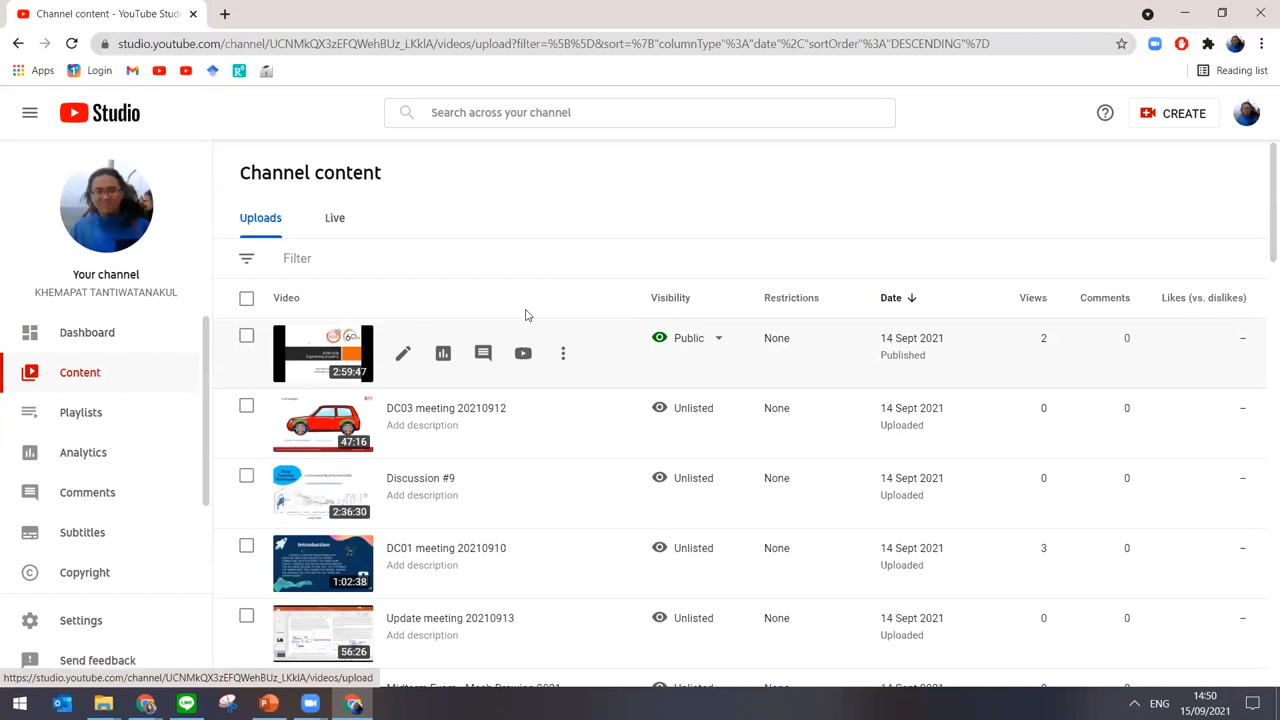 Channel content - YouTube Studi
studio.youtube.com/channel/UCNMkQX3zEFQWehBUz_LKklA/videos/upload?filter=%5B%5D&sort=%7B"columnType"%3A"date"%2C"sortOrder"%3A"DESCENDING"%7D
Apps Login Reading list
Studio Search across your channel CREATE
Channel content
Uploads Live
Filter
Your channel
KHEMAPAT TANTIWATANAKUL
Dashboard
Content
Playlists
Analytics
Comments
Subtitles
Copyright
Settings
Send feedback
Video Visibility Restrictions Date Views Comments Likes (vs. dislikes)
2:59:47 Public None 14 Sept 2021 2 0 –
Published
DC03 meeting 20210912 Unlisted None 14 Sept 2021 0 0 –
47:16 Add description Uploaded
Discussion #9 Unlisted None 14 Sept 2021 0 0 –
2:36:30 Add description Uploaded
Introduction
DC01 meeting 20210910 Unlisted None 14 Sept 2021 0 0 –
1:02:38 Add description Uploaded
Update meeting 20210913 Unlisted None 14 Sept 2021 0 0 –
56:26 Add description Uploaded
https://studio.youtube.com/channel/UCNMkQX3zEFQWehBUz_LKklA/videos/upload
ENG 14:50
15/09/2021